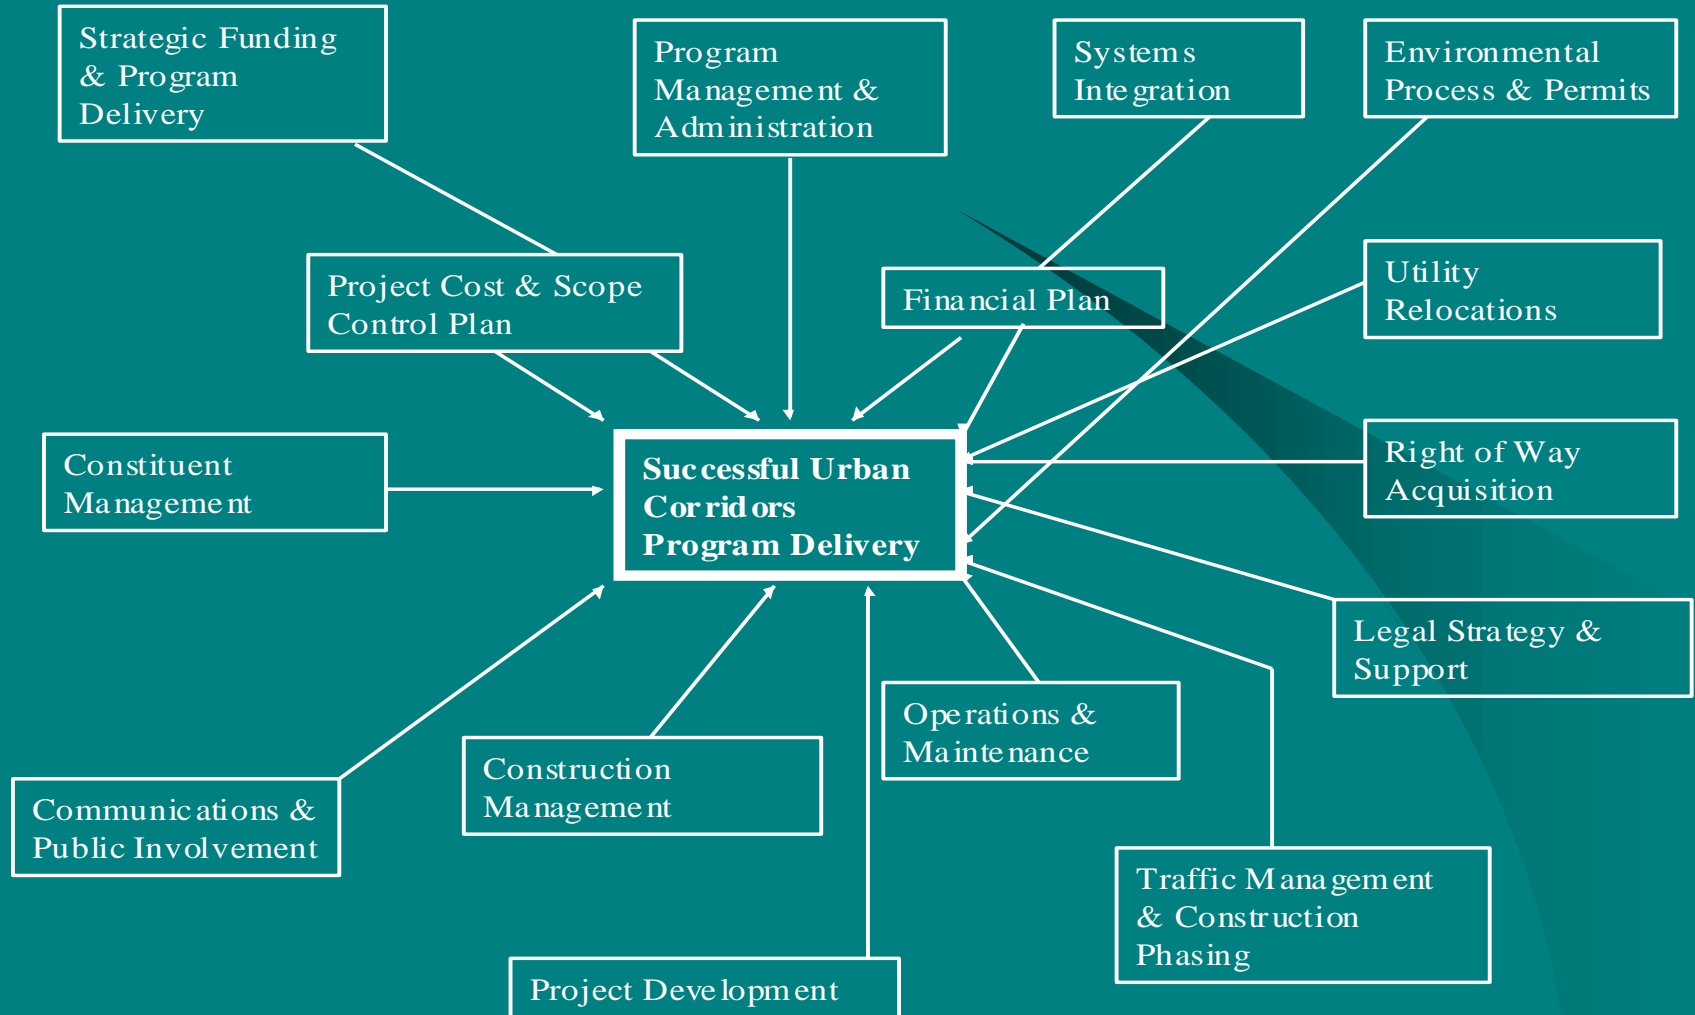 Strategic Funding
& Program
Delivery
Program
Management &
Administration
Systems
Integration
Environmental
Process & Permits
Project Cost & Scope
Control Plan
Financial Plan
Utility
Relocations
Constituent
Management
Successful Urban
Corridors
Program Delivery
Right of Way
Acquisition
Legal Strategy &
Support
Operations &
Maintenance
Construction
Management
Communications &
Public Involvement
Traffic Management
& Construction
Phasing
Project Development